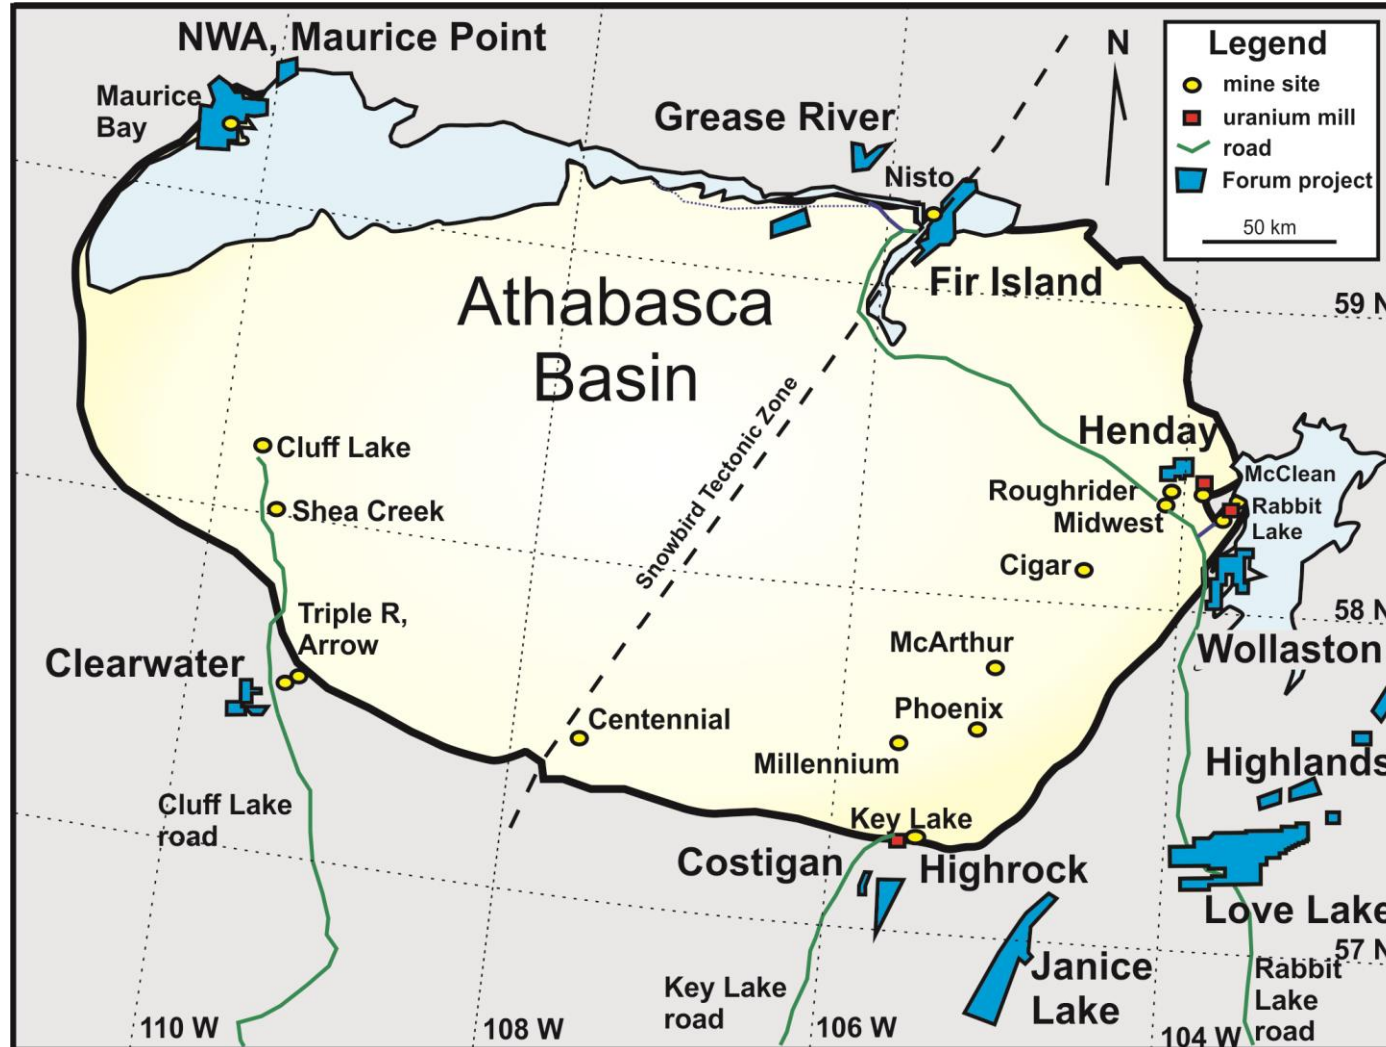 NWA, Maurice Point
Maurice
Bay
Grease River
Nisto
N
Legend
mine site
uranium mill
road
Forum project
50 km
Fir Island
59 N
Athabasca
Basin
Snowbird Tectonic Zone
Henday
McClean
Rabbit
Lake
Roughrider
Midwest
Cigar
58 N
Wollaston
Cluff Lake
Shea Creek
Triple R,
Arrow
Clearwater
McArthur
Phoenix
Centennial
Millennium
Highlands
Cluff Lake
road
Key Lake
Costigan
Highrock
Love Lake
57 N
Janice
Lake
Key Lake
road
Rabbit
Lake
road
110 W
108 W
106 W
104 W